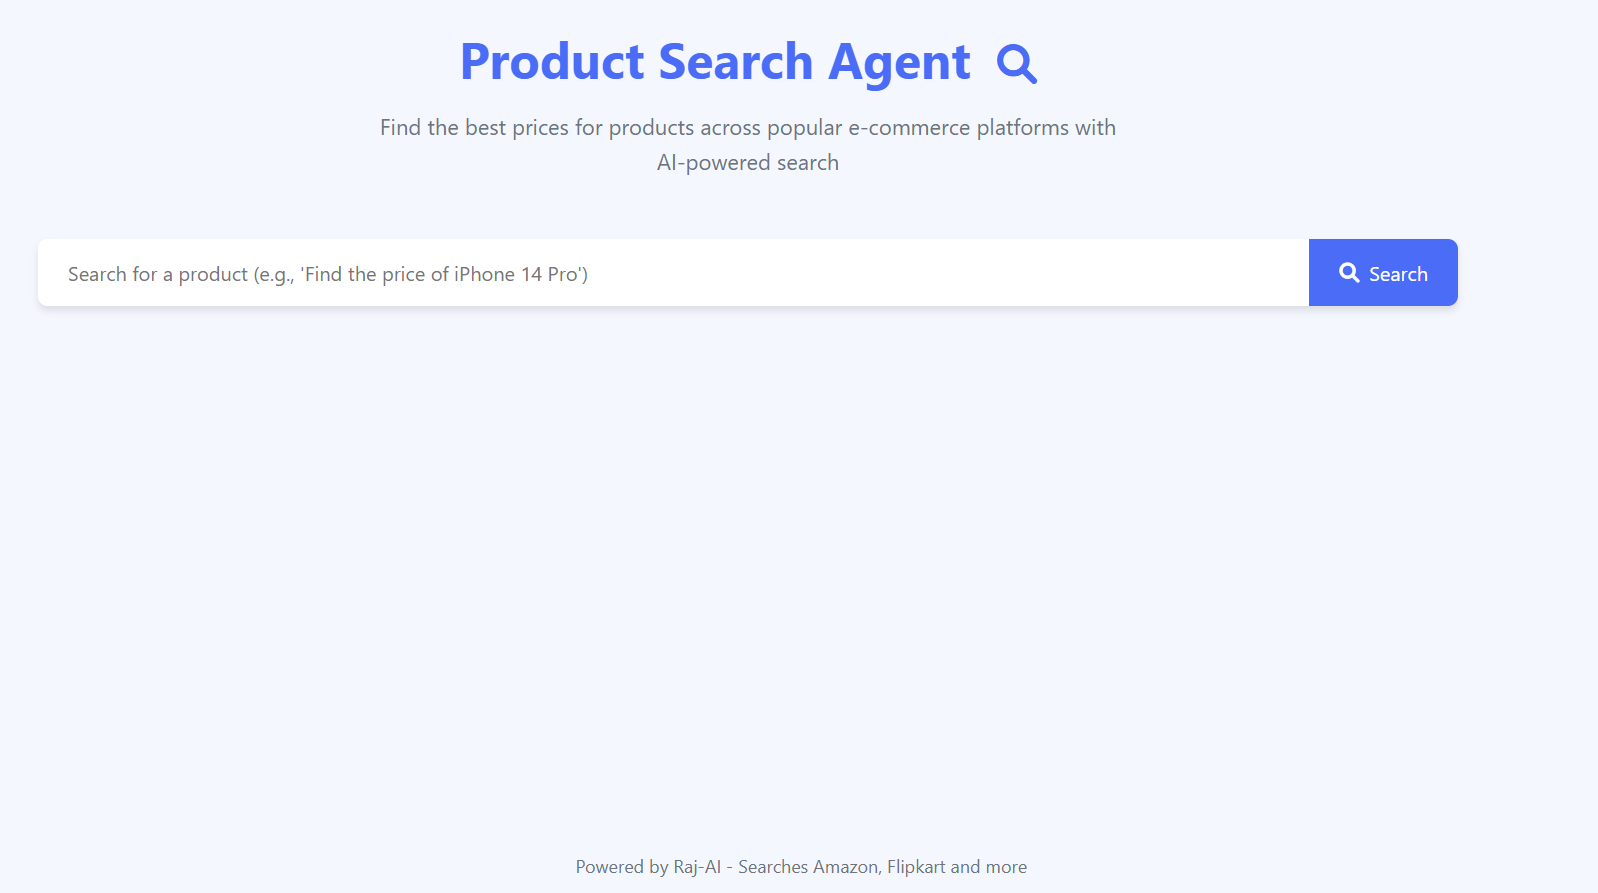 Product Search Agent
Find the best prices for products across popular e-commerce platforms with
AI-powered search
Search for a product (e.g., 'Find the price of iPhone 14 Pro')
Search
Powered by Raj-AI - Searches Amazon, Flipkart and more